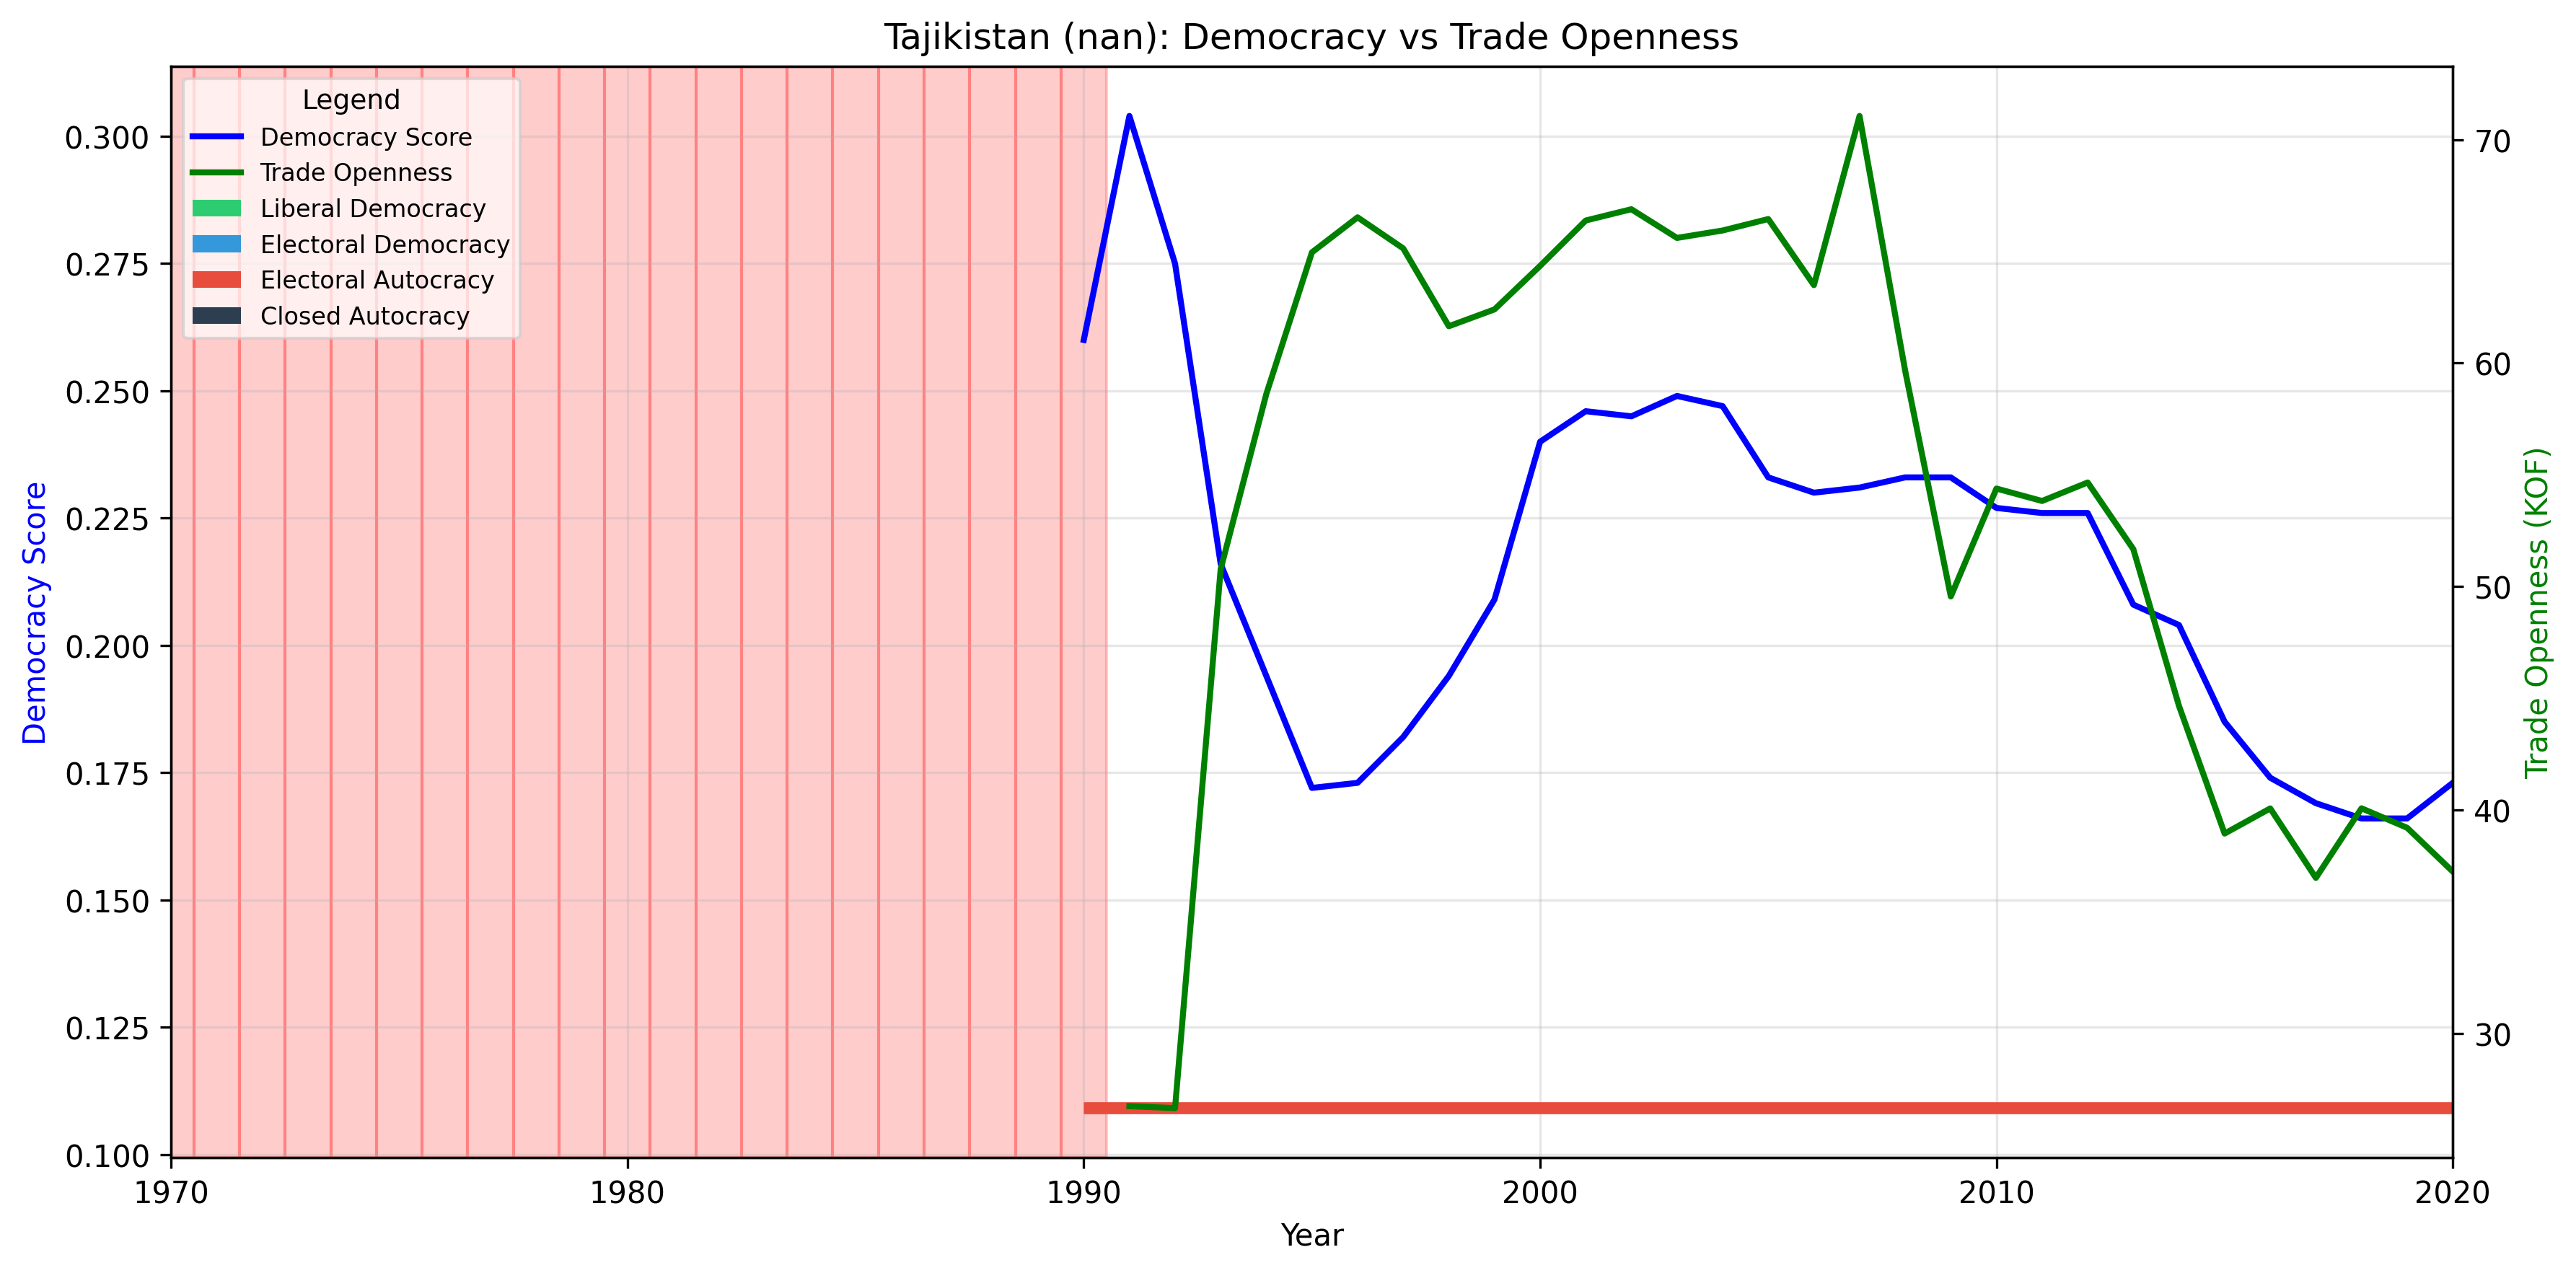 Tajikistan (nan): Democracy vs Trade Openness
Legend
Democracy Score
Trade Openness
Liberal Democracy
Electoral Democracy
Electoral Autocracy
Closed Autocracy
Democracy Score
0.300
0.275
0.250
0.225
0.200
0.175
0.150
0.125
0.100
70
60
50
40
30
Trade Openness (KOF)
1970
1980
1990
2000
2010
2020
Year